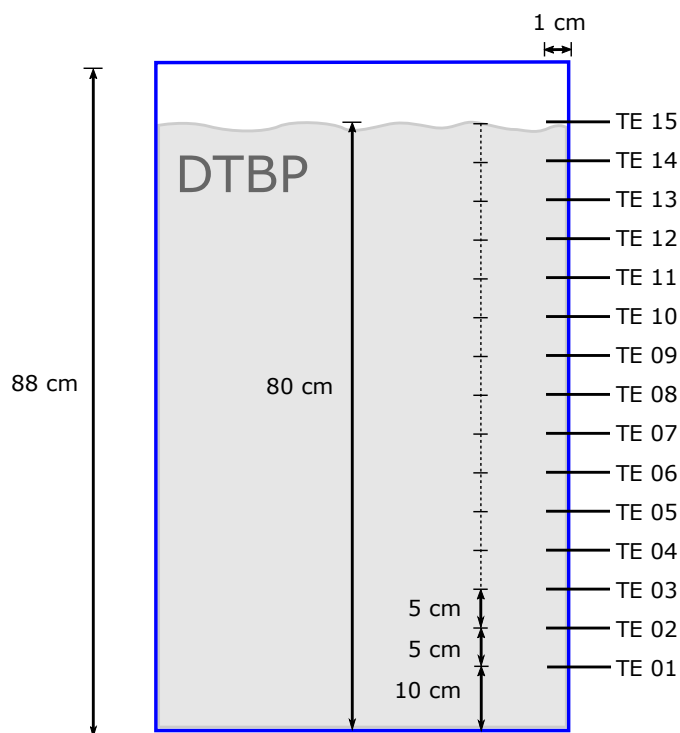 1 cm
TE 15
DTBP
TE 14
TE 13
TE 12
TE 11
TE 10
TE 09
88 cm
80 cm
TE 08
TE 07
TE 06
TE 05
TE 04
TE 03
5 cm
TE 02
5 cm
TE 01
10 cm